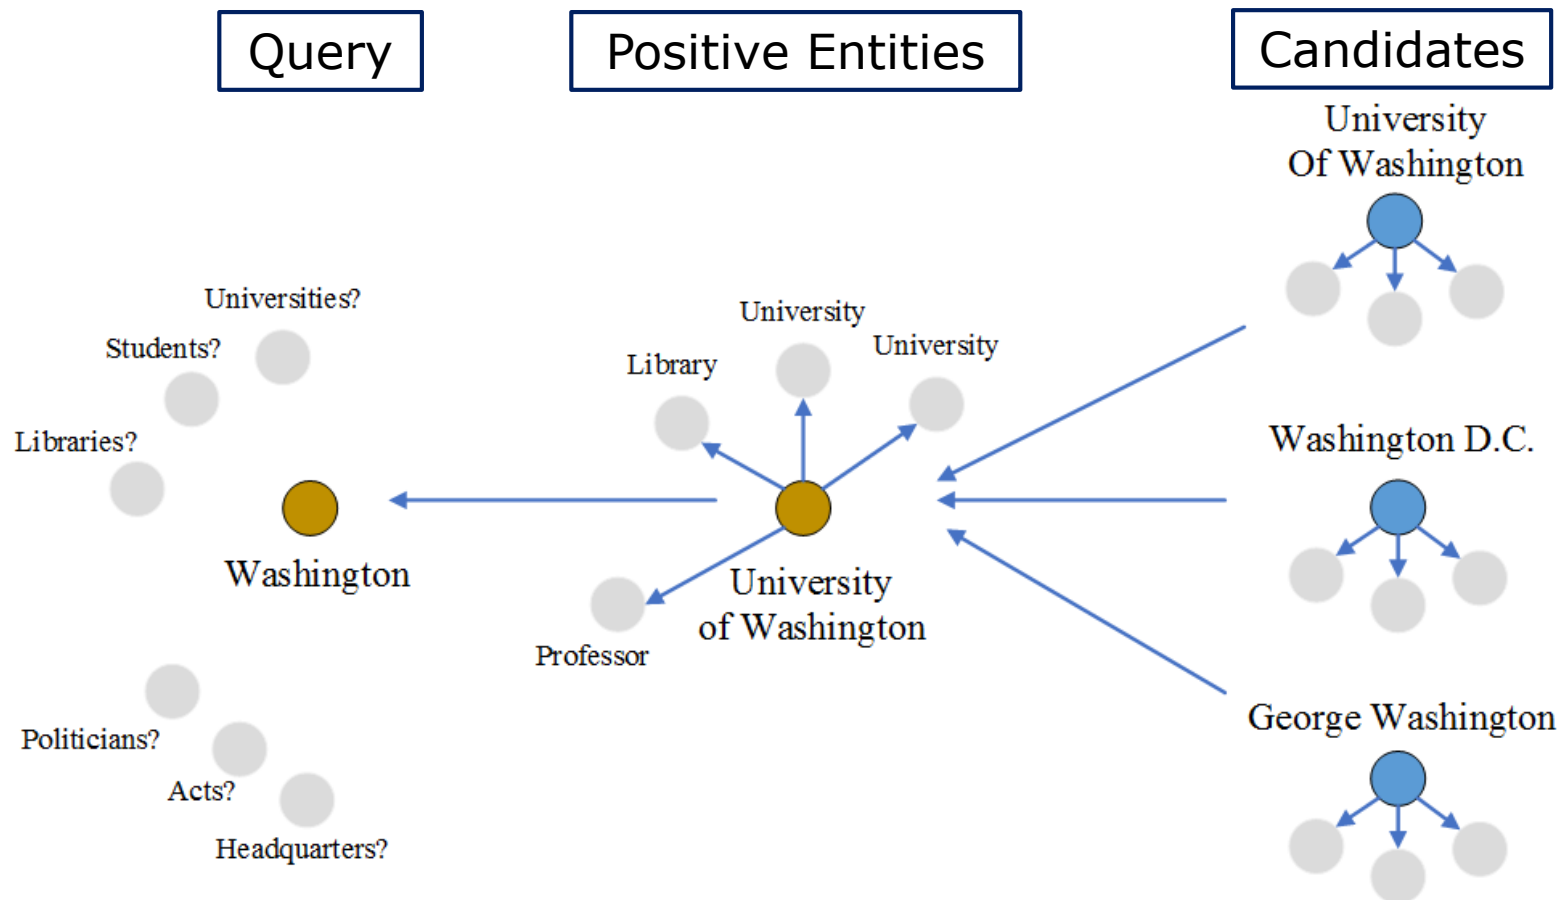 Query
Positive Entities
Candidates
University
Of Washington
Universities?
Students?
Libraries?
Washington
Politicians?
Acts?
Headquarters?
University
University
Library
Professor
University
of Washington
Washington D.C.
George Washington